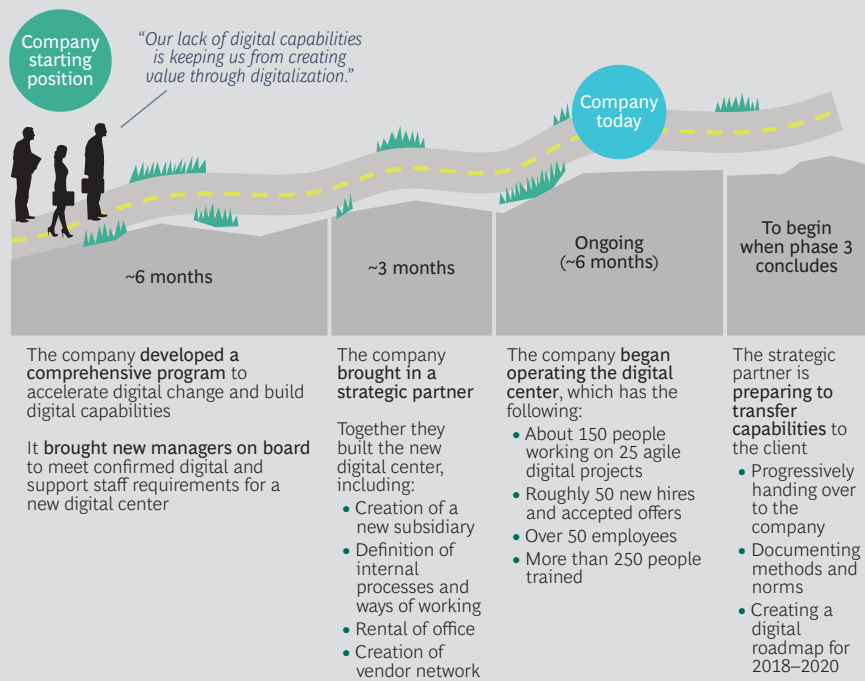 Company
starting
position
“Our lack of digital capabilities
is keeping us from creating
value through digitalization.”
Company
today
~6 months
~3 months
Ongoing
(~6 months)
To begin
when phase 3
concludes
The company developed a
comprehensive program to
accelerate digital change and build
digital capabilities
It brought new managers on board
to meet confirmed digital and
support staff requirements for a
new digital center
The company
brought in a
strategic partner
Together they
built the new
digital center,
including:
• Creation of a
new subsidiary
• Definition of
internal
processes and
ways of working
• Rental of office
• Creation of
vendor network
The company began
operating the digital
center, which has the
following:
• About 150 people
working on 25 agile
digital projects
• Roughly 50 new hires
and accepted offers
• Over 50 employees
• More than 250 people
trained
The strategic
partner is
preparing to
transfer
capabilities to
the client
• Progressively
handing over
to the
company
• Documenting
methods and
norms
• Creating a
digital
roadmap for
2018–2020